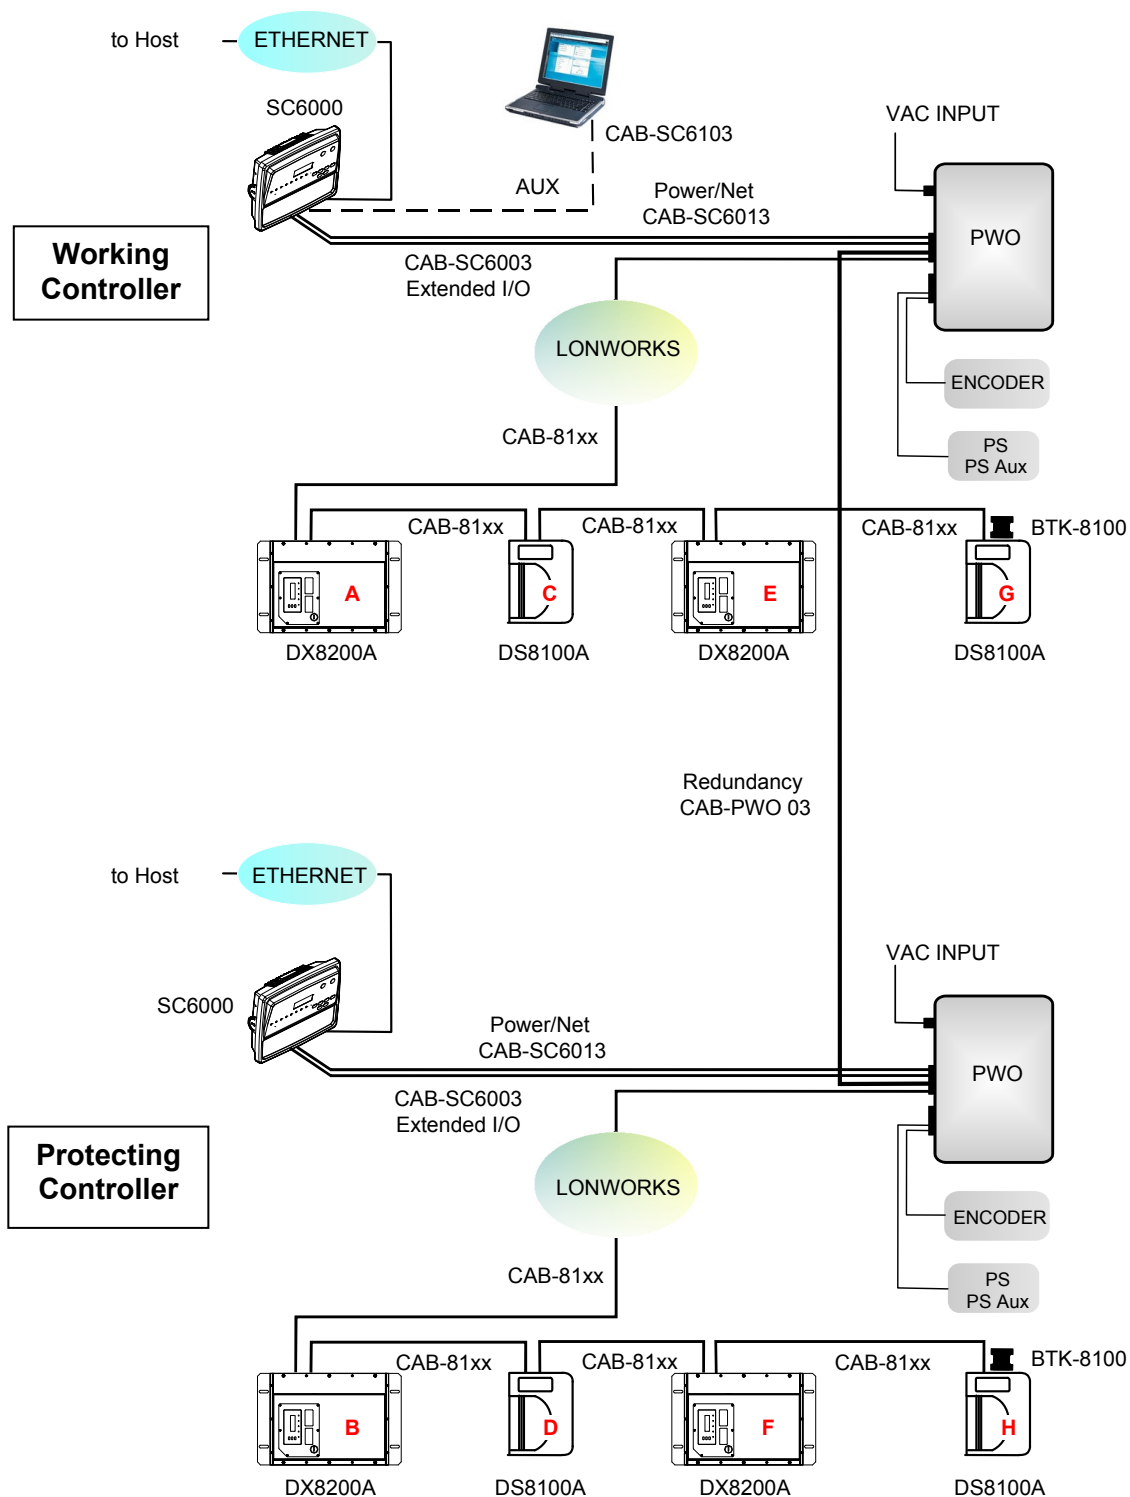 to Host
ETHERNET
SC6000
CAB-SC6103
VAC INPUT
AUX
Power/Net
CAB-SC6013
PWO
Working
Controller
CAB-SC6003
Extended I/O
LONWORKS
ENCODER
PS
PS Aux
CAB-81xx
CAB-81xx
CAB-81xx
CAB-81xx
BTK-8100
A
C
E
G
DX8200A
DS8100A
DX8200A
DS8100A
Redundancy
CAB-PWO 03
to Host
ETHERNET
SC6000
VAC INPUT
Power/Net
CAB-SC6013
PWO
CAB-SC6003
Extended I/O
Protecting
Controller
LONWORKS
ENCODER
PS
PS Aux
CAB-81xx
CAB-81xx
CAB-81xx
CAB-81xx
BTK-8100
B
D
F
H
DX8200A
DS8100A
DX8200A
DS8100A